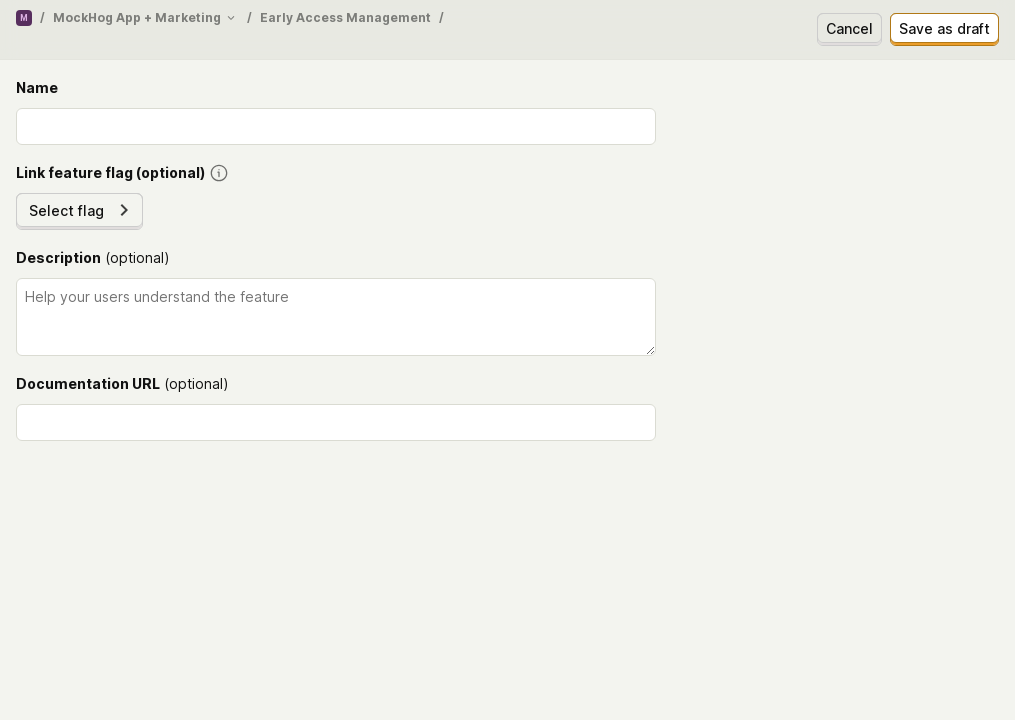 M / MockHog App + Marketing / Early Access Management /
Cancel
Save as draft
Name
Link feature flag (optional)
Select flag
Description (optional)
Help your users understand the feature
Documentation URL (optional)